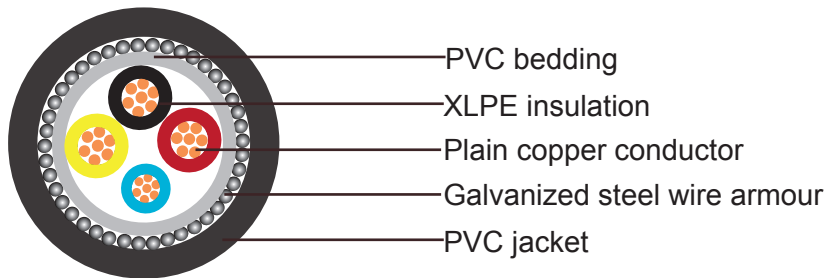 PVC bedding
XLPE insulation
Plain copper conductor
Galvanized steel wire armour
PVC jacket